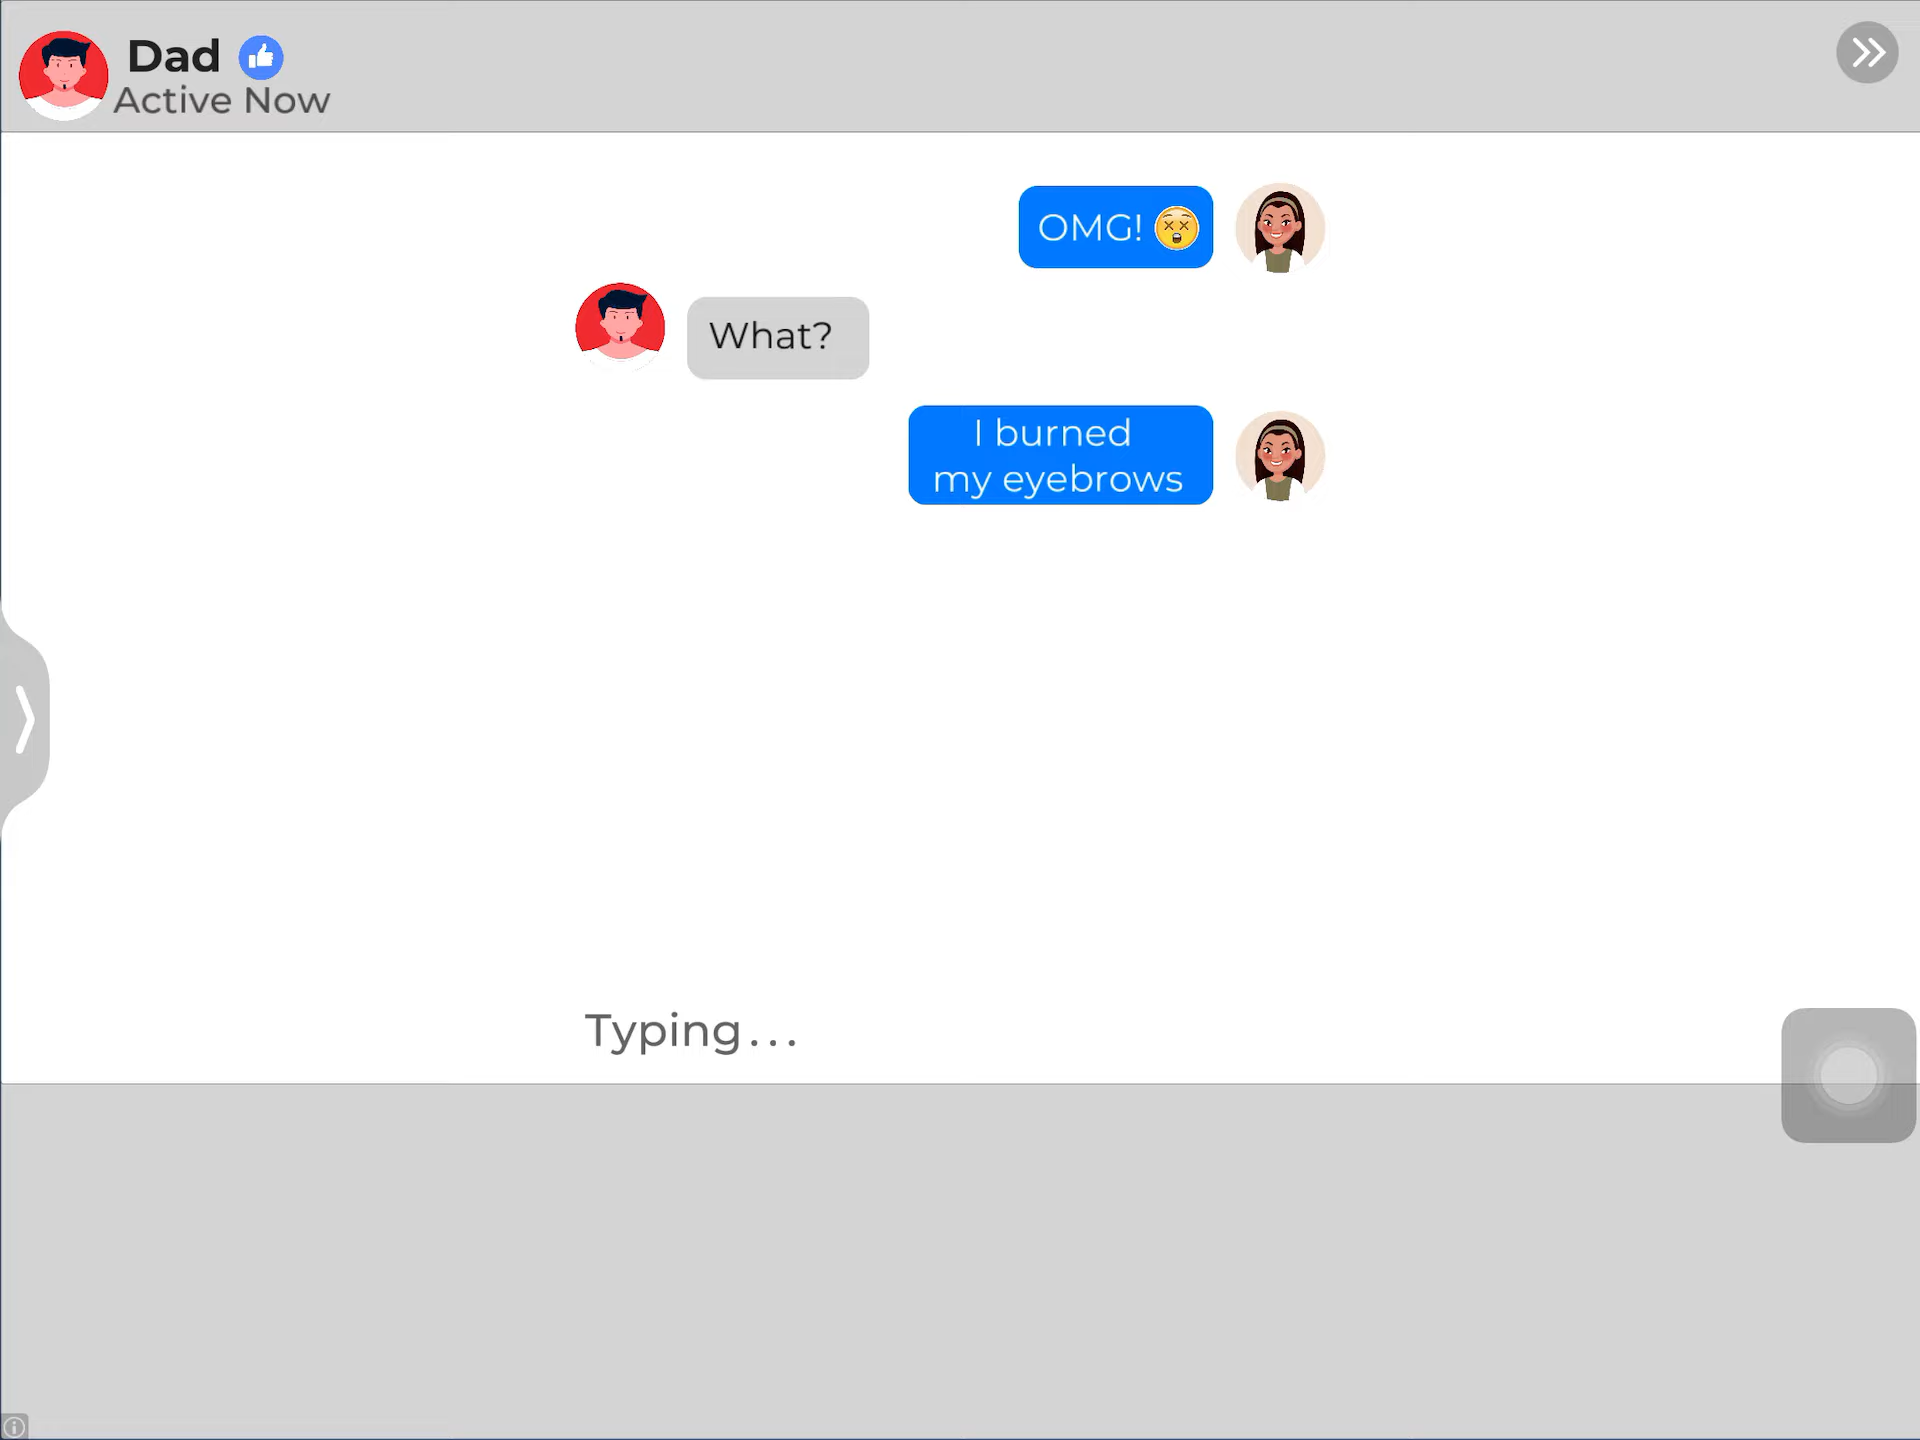 Dad
Active Now
OMG! 😲
What?
I burned
my eyebrows
Typing...